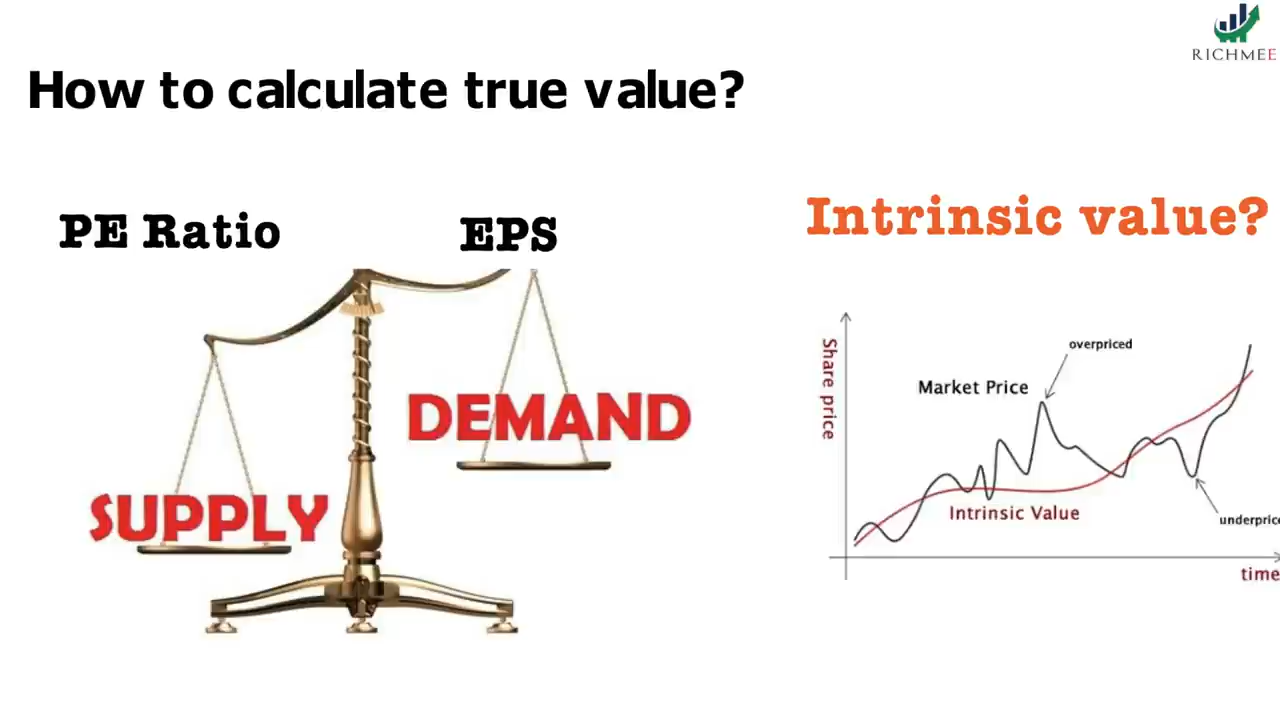 RICHMEE
How to calculate true value?
PE Ratio
EPS
Intrinsic value?
SUPPLY
DEMAND
Share price
overpriced
Market Price
Intrinsic Value
underprice
time